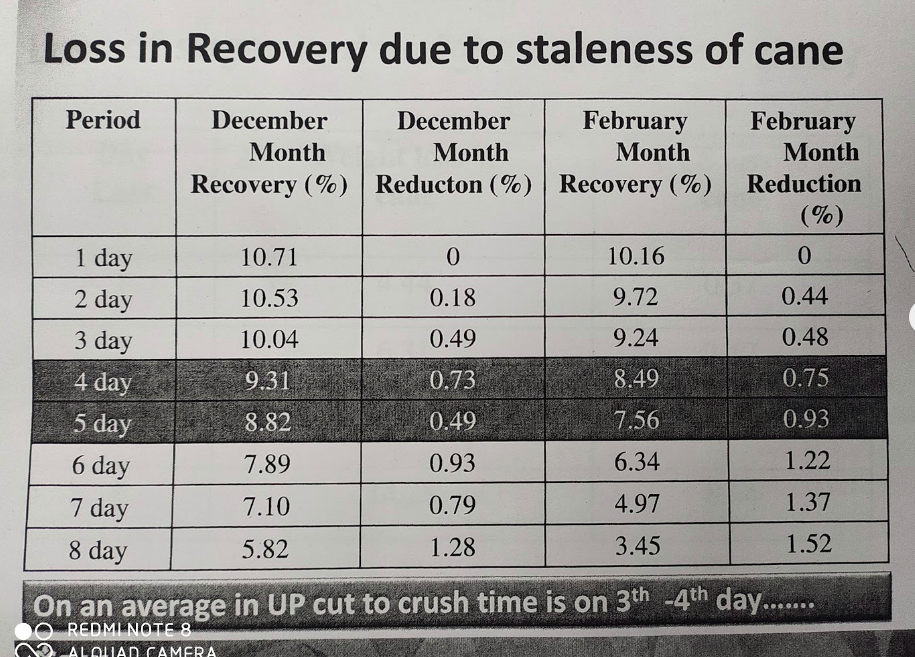 Loss in Recovery due to staleness of cane
Period December Month Recovery (%) December Month Reducton (%) February Month Recovery (%) February Month Reduction (%)
1 day 10.71 0 10.16 0
2 day 10.53 0.18 9.72 0.44
3 day 10.04 0.49 9.24 0.48
4 day 9.31 0.73 8.49 0.75
5 day 8.82 0.49 7.56 0.93
6 day 7.89 0.93 6.34 1.22
7 day 7.10 0.79 4.97 1.37
8 day 5.82 1.28 3.45 1.52
On an average in UP cut to crush time is on 3th -4th day.......
REDMI NOTE 8
AI QUAD CAMERA